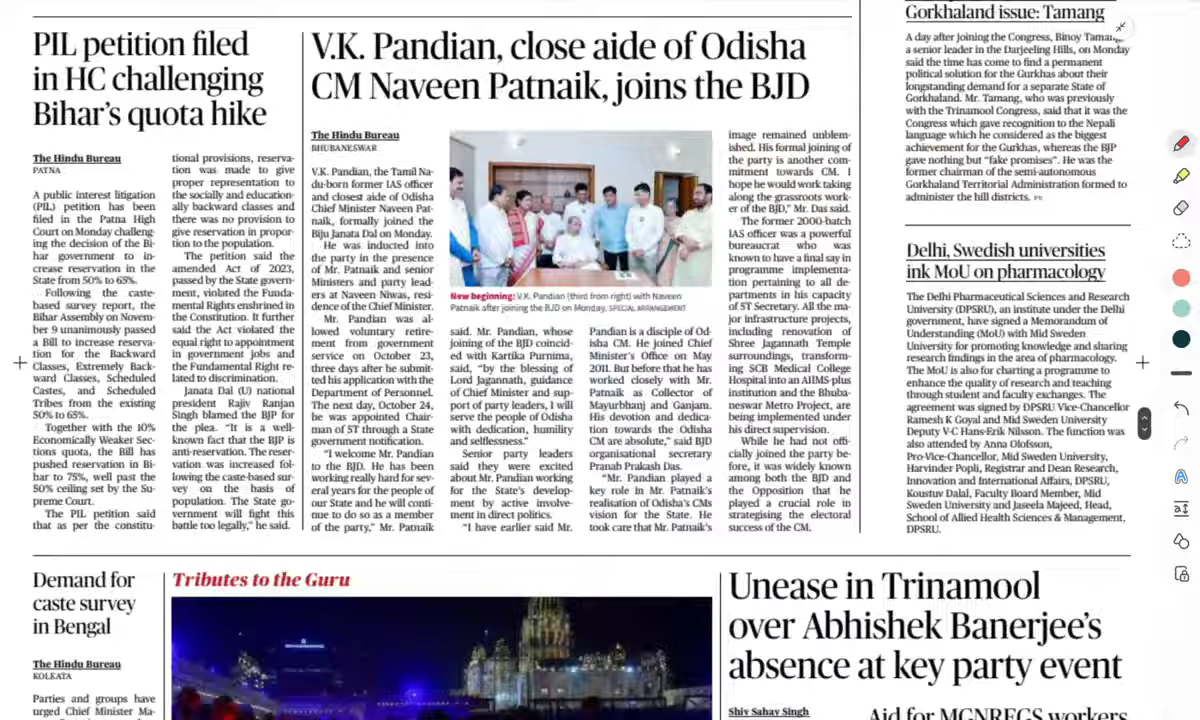 PIL petition filed
in HC challenging
Bihar's quota hike
The Hindu Bureau
PATNA
A public interest litigation
(PIL) petition has been
filed in the Patna High
Court on Monday challeng-
ing the decision of the Bi-
har government to in-
crease reservation in the
State from 50% to 65%.
Following the caste-
based survey report, the
Bihar Assembly on Novem-
ber 9 unanimously passed
a Bill to increase reserva-
tion for the Backward
Classes, Extremely Back-
ward Classes, Scheduled
Castes, and Scheduled
Tribes from the existing
50% to 65%.
Together with the 10%
Economically Weaker Sec-
tions quota, the Bill has
pushed reservation in Bi-
har to 75%, well past the
50% ceiling set by the Su-
preme Court.
The PIL petition said
that as per the constitu-
tional provisions, reserva-
tion was made to give
proper representation to
the socially and education-
ally backward classes and
there was no provision to
give reservation in propor-
tion to the population.
The petition said the
amended Act of 2023,
passed by the State govern-
ment, violated the Funda-
mental Rights enshrined in
the Constitution. It further
said the Act violated the
equal right to appointment
in government jobs and
the Fundamental Right re-
lated to discrimination.
Janata Dal (U) national
president Rajiv Ranjan
Singh blamed the BJP for
the plea. "It is a well-
known fact that the BJP is
anti-reservation. The reser-
vation was increased fol-
lowing the caste-based sur-
vey on the basis of
population. The State go-
vernment will fight this
battle too legally," he said.
V.K. Pandian, close aide of Odisha
CM Naveen Patnaik, joins the BJD
The Hindu Bureau
BHUBANESWAR
V.K. Pandian, the Tamil Na-
du-born former IAS officer
and closest aide of Odisha
Chief Minister Naveen Pat-
naik, formally joined the
Biju Janata Dal on Monday.
He was inducted into
the party in the presence
of Mr. Patnaik and senior
Ministers and party lead-
ers at Naveen Niwas, resi-
dence of the Chief Minister.
Mr. Pandian was al-
lowed voluntary retire-
ment from government
service on October 23,
three days after he submit-
ted his application with the
Department of Personnel.
The next day, October 24,
he was appointed Chair-
man of 5T through a State
government notification.
"I welcome Mr. Pandian
to the BJD. He has been
working really hard for sev-
eral years for the people of
our State and he will conti-
nue to do so as a member
of the party," Mr. Patnaik
New beginning: V.K. Pandian (third from right) with Naveen
Patnaik after joining the BJD on Monday. SPECIAL ARRANGEMENT
said. Mr. Pandian, whose
joining of the BJD coincid-
ed with Kartika Purnima,
said, "by the blessing of
Lord Jagannath, guidance
of Chief Minister and sup-
port of party leaders, I will
serve the people of Odisha
with dedication, humility
and selflessness."
Senior party leaders
said they were excited
about Mr. Pandian working
for the State's develop-
ment by active involve-
ment in direct politics.
"I have earlier said Mr.
Pandian is a disciple of Od-
isha CM. He joined Chief
Minister's Office on May
2011. But before that he has
worked closely with Mr.
Patnaik as Collector of
Mayurbhanj and Ganjam.
His devotion and dedica-
tion towards the Odisha
CM are absolute," said BJD
organisational secretary
Pranab Prakash Das.
"Mr. Pandian played a
key role in Mr. Patnaik's
realisation of Odisha's CMs
vision for the State. He
took care that Mr. Patnaik's
image remained unblem-
ished. His formal joining of
the party is another com-
mitment towards CM. I
hope he would work taking
along the grassroots work-
er of the BJD," Mr. Das said.
The former 2000-batch
IAS officer was a powerful
bureaucrat who was
known to have a final say in
programme implementa-
tion pertaining to all de-
partments in his capacity
of 5T Secretary. All the ma-
jor infrastructure projects,
including renovation of
Shree Jagannath Temple
surroundings, transform-
ing SCB Medical College
Hospital into an AIIMS-plus
institution and the Bhuba-
neswar Metro Project, are
being implemented under
his direct supervision.
While he had not offi-
cially joined the party be-
fore, it was widely known
among both the BJD and
the Opposition that he
played a crucial role in
strategising the electoral
success of the CM.
Gorkhaland issue: Tamang
A day after joining the Congress, Binoy
a senior leader in the Darjeeling Hills, on Monday
said the time has come to find a permanent
political solution for the Gurkhas about their
longstanding demand for a separate State of
Gorkhaland. Mr. Tamang, who was previously
with the Trinamool Congress, said that it was the
Congress which gave recognition to the Nepali
language which he considered as the biggest
achievement for the Gurkhas, whereas the BJP
gave nothing but "fake promises". He was the
former chairman of the semi-autonomous
Gorkhaland Territorial Administration formed to
administer the hill districts. PTI
Delhi, Swedish universities
ink MoU on pharmacology
The Delhi Pharmaceutical Sciences and Research
University (DPSRU), an institute under the Delhi
government, have signed a Memorandum of
Understanding (MoU) with Mid Sweden
University for promoting knowledge and sharing
research findings in the area of pharmacology.
The MoU is also for charting a programme to
enhance the quality of research and teaching
through student and faculty exchanges. The
agreement was signed by DPSRU Vice-Chancellor
Ramesh K Goyal and Mid Sweden University
Deputy V-C Hans-Erik Nilsson. The function was
also attended by Anna Olofsson,
Pro-Vice-Chancellor, Mid Sweden University,
Harvinder Popli, Registrar and Dean Research,
Innovation and International Affairs, DPSRU,
Koustuv Dalal, Faculty Board Member, Mid
Sweden University and Jaseela Majeed, Head,
School of Allied Health Sciences & Management,
DPSRU.
Demand for
caste survey
in Bengal
The Hindu Bureau
KOLKATA
Parties and groups have
urged Chief Minister Ma-
Tributes to the Guru
Unease in Trinamool
over Abhishek Banerjee's
absence at key party event
Shiv Sahay Singh
Aid for MGNREGS workers